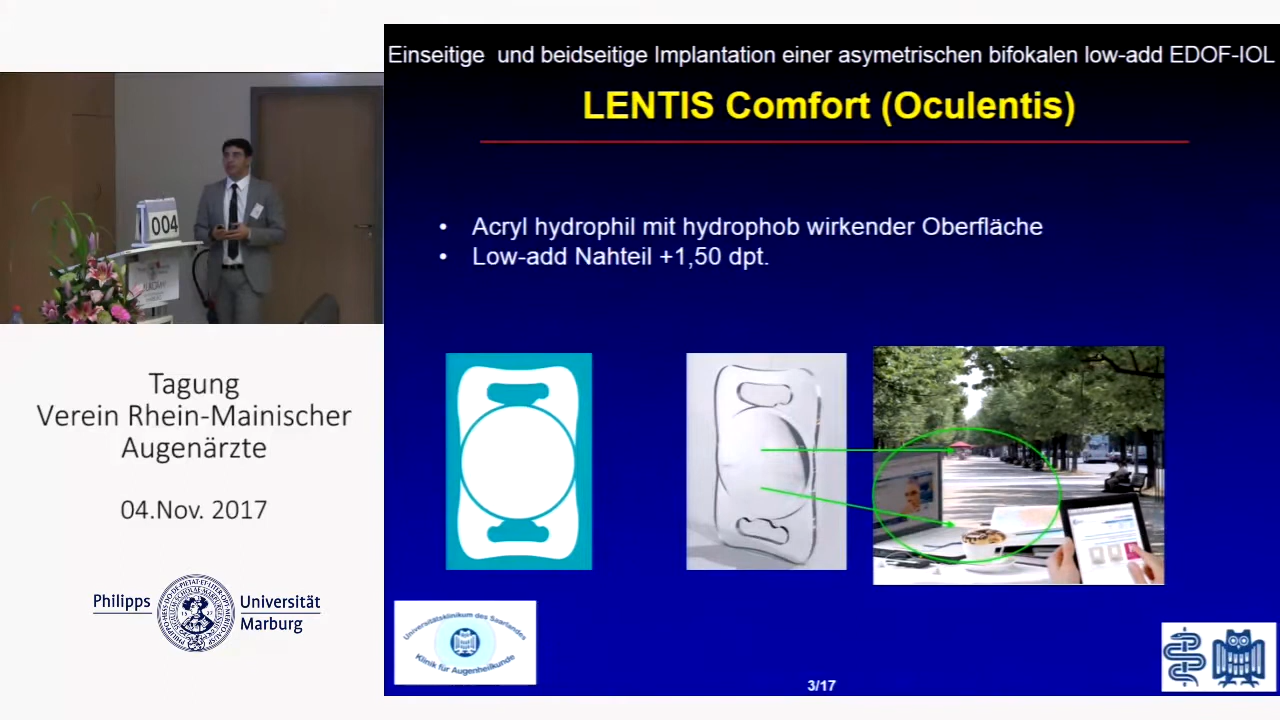 Einseitige und beidseitige Implantation einer asymetrischen bifokalen low-add EDOF-IOL
LENTIS Comfort (Oculentis)
• Acryl hydrophil mit hydrophob wirkender Oberfläche
• Low-add Nahteil +1,50 dpt.
004
Tagung
Verein Rhein-Mainischer
Augenärzte
04.Nov. 2017
Philipps
Universität
Marburg
Universitätsklinikum des Saarlandes
Klinik für Augenheilkunde
3/17